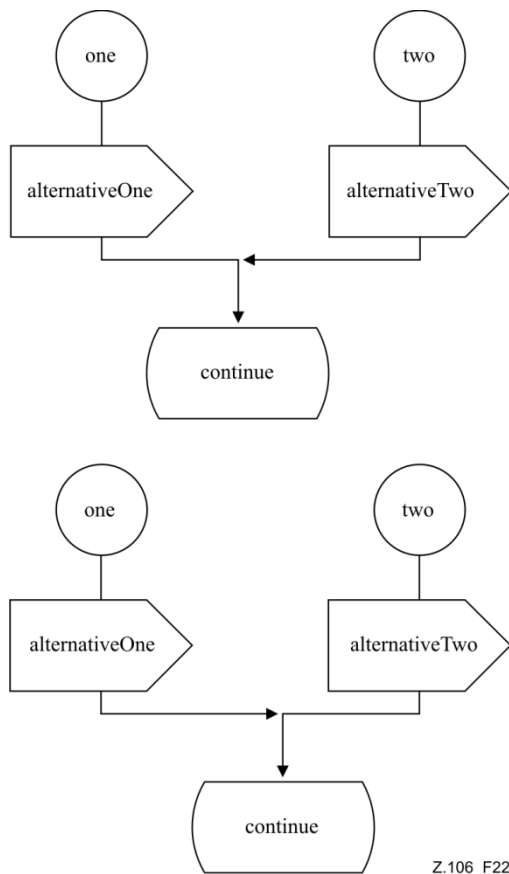 one
two
alternativeOne
alternativeTwo
continue
one
two
alternativeOne
alternativeTwo
continue
Z.106 F22